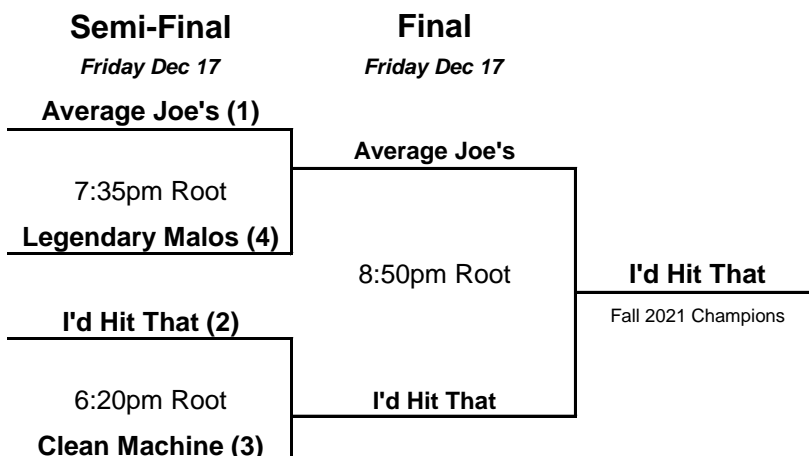 Semi-Final
Final
Friday Dec 17
Friday Dec 17
Average Joe's (1)
Average Joe's
7:35pm Root
Legendary Malos (4)
8:50pm Root
I'd Hit That
Fall 2021 Champions
I'd Hit That (2)
6:20pm Root
I'd Hit That
Clean Machine (3)